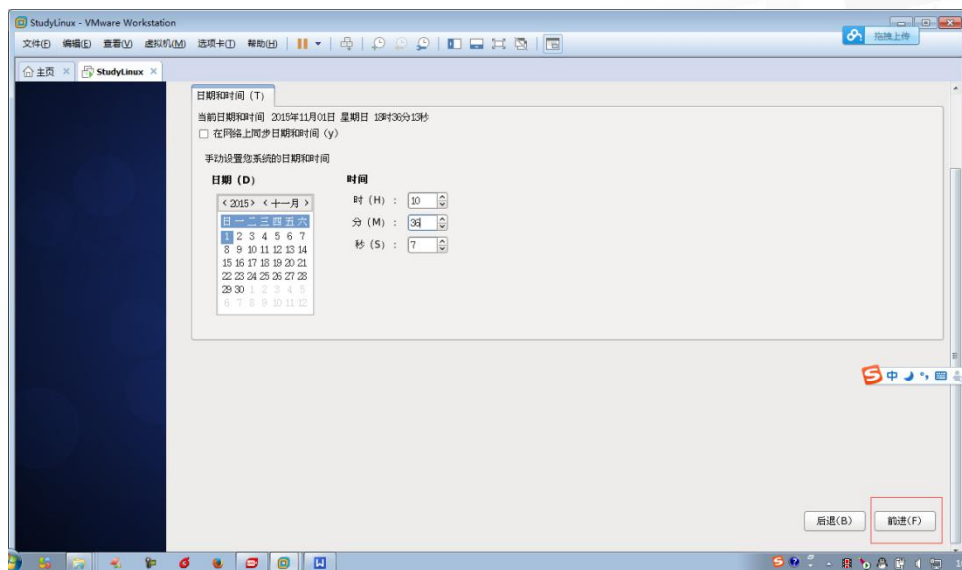 StudyLinux - VMware Workstation
文件(F) 编辑(E) 查看(V) 虚拟机(M) 选项卡(T) 帮助(H)
拖拽上传
主页 StudyLinux
日期和时间 (T)
当前日期和时间 2015年11月01日 星期日 18时36分13秒
在网络上同步日期和时间 (y)
手动设置您系统的日期和时间
日期 (D) 时间
< 2015 > < 十一月 > 时 (H) : 10
日 一 二 三 四 五 六 分 (M) : 36
1 2 3 4 5 6 7 秒 (S) : 7
8 9 10 11 12 13 14
15 16 17 18 19 20 21
22 23 24 25 26 27 28
29 30 1 2 3 4 5
6 7 8 9 10 11 12
中
后退(B) 前进(F)